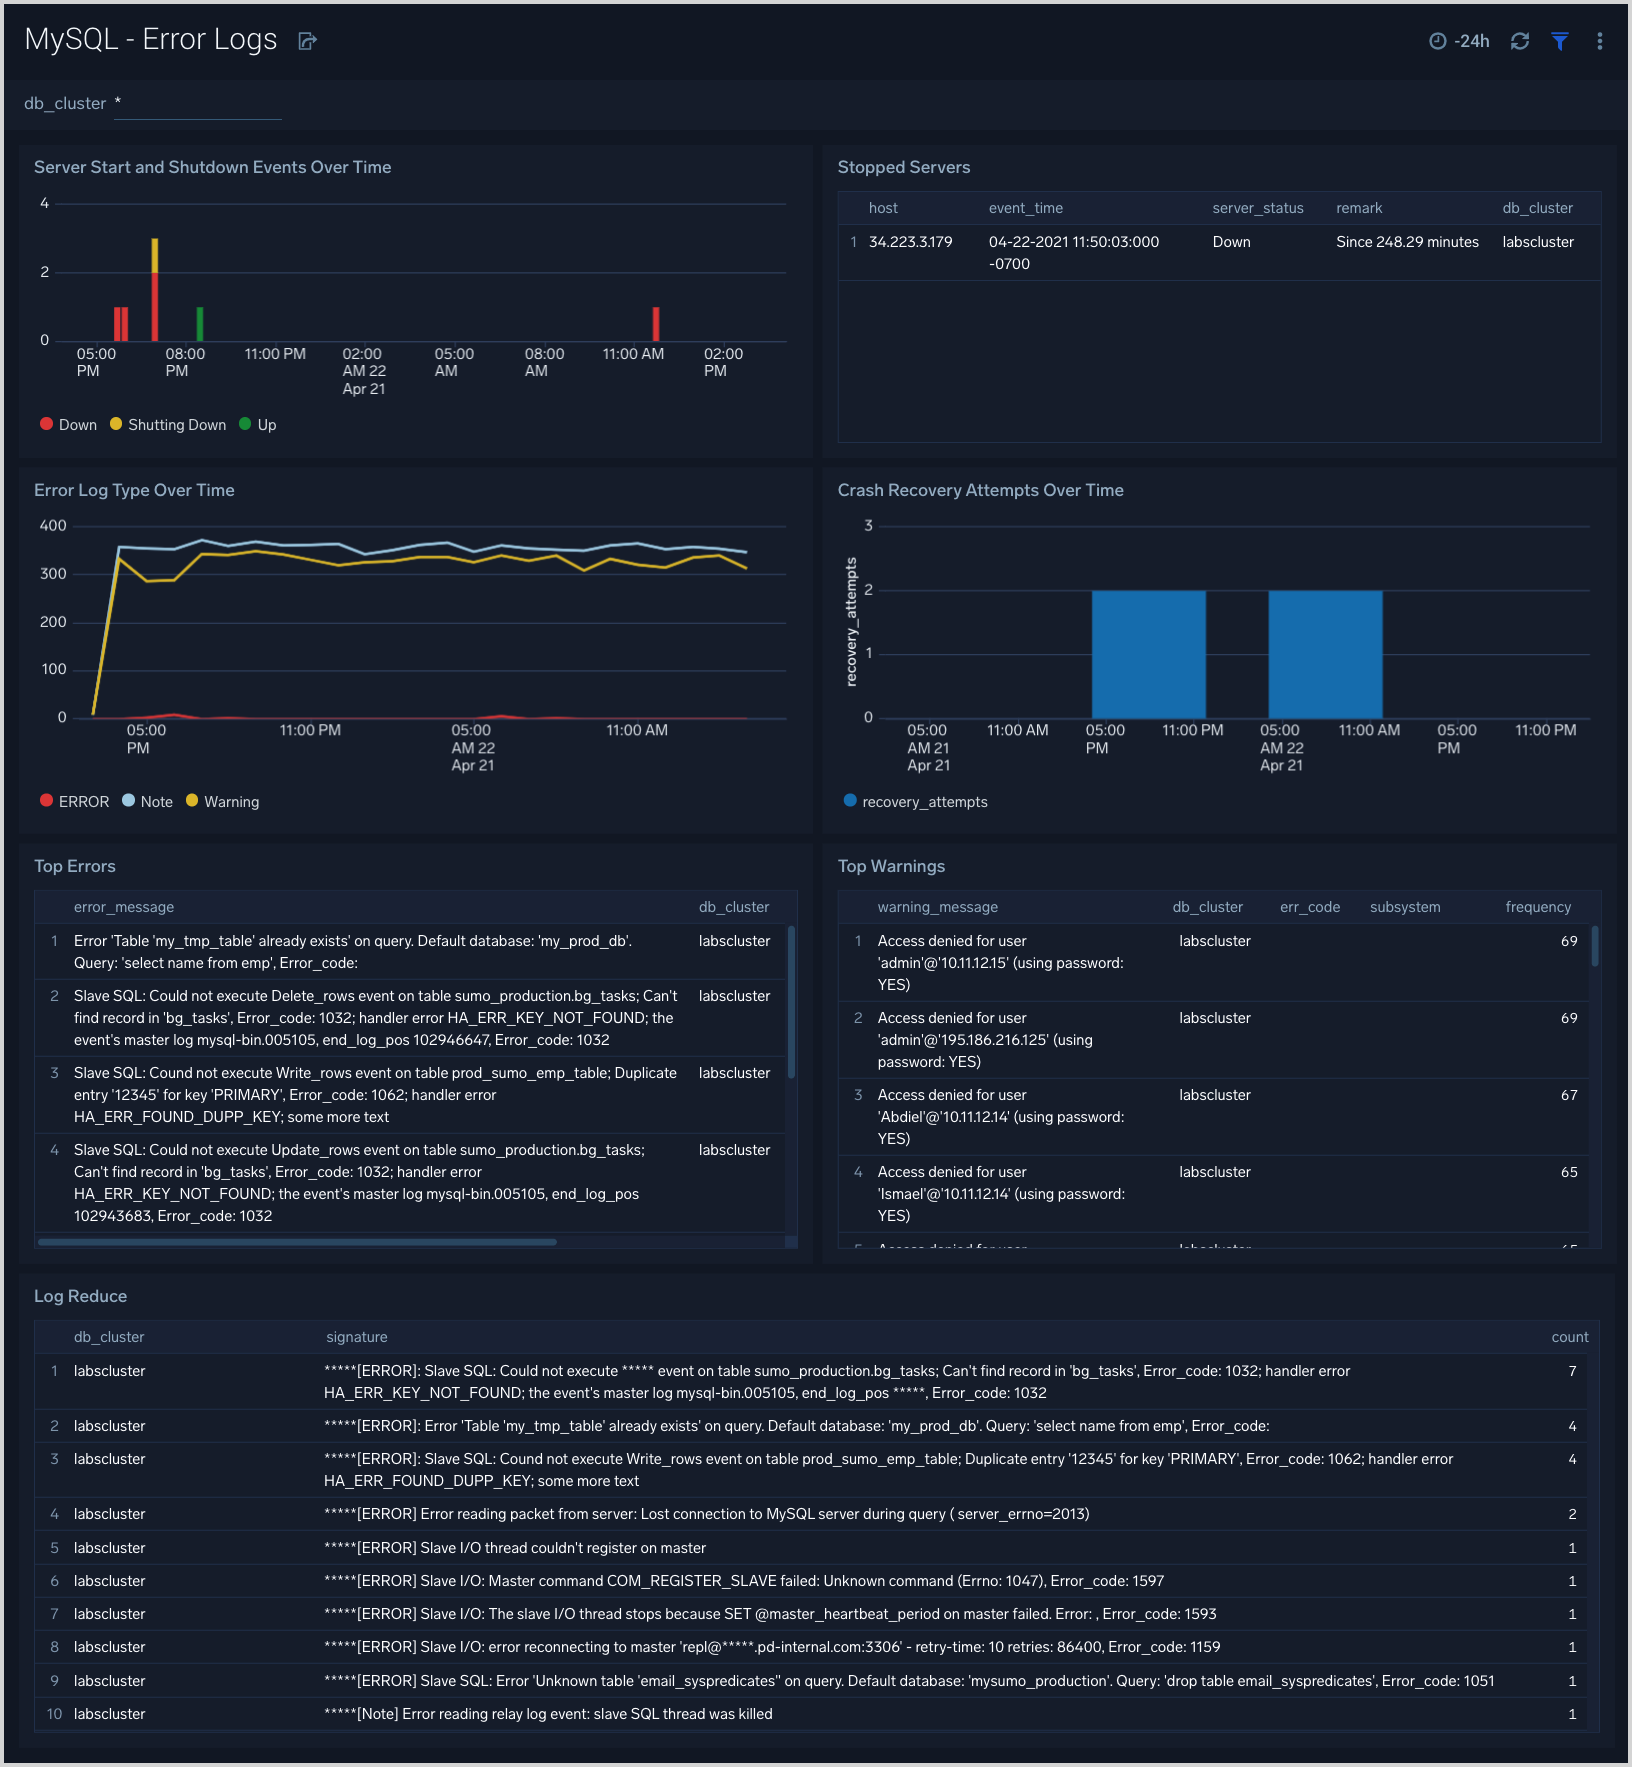 MySQL - Error Logs
-24h
db_cluster *
Server Start and Shutdown Events Over Time
4
2
0
05:00 PM
08:00 PM
11:00 PM
02:00 AM 22 Apr 21
05:00 AM
08:00 AM
11:00 AM
02:00 PM
Down Shutting Down Up
Stopped Servers
host event_time server_status remark db_cluster
1 34.223.3.179 04-22-2021 11:50:03:000 Down Since 248.29 minutes labscluster
-0700
Error Log Type Over Time
400
300
200
100
0
05:00 PM
11:00 PM
05:00 AM 22 Apr 21
11:00 AM
ERROR Note Warning
Crash Recovery Attempts Over Time
recovery_attempts
3
2
1
0
05:00 AM 21 Apr 21
11:00 AM
05:00 PM
11:00 PM
05:00 AM 22 Apr 21
11:00 AM
05:00 PM
11:00 PM
recovery_attempts
Top Errors
error_message db_cluster
1 Error 'Table 'my_tmp_table' already exists' on query. Default database: 'my_prod_db'. labscluster
Query: 'select name from emp', Error_code:
2 Slave SQL: Could not execute Delete_rows event on table sumo_production.bg_tasks; Can't labscluster
find record in 'bg_tasks', Error_code: 1032; handler error HA_ERR_KEY_NOT_FOUND; the
event's master log mysql-bin.005105, end_log_pos 102946647, Error_code: 1032
3 Slave SQL: Cound not execute Write_rows event on table prod_sumo_emp_table; Duplicate labscluster
entry '12345' for key 'PRIMARY', Error_code: 1062; handler error
HA_ERR_FOUND_DUPP_KEY; some more text
4 Slave SQL: Could not execute Update_rows event on table sumo_production.bg_tasks; labscluster
Can't find record in 'bg_tasks', Error_code: 1032; handler error
HA_ERR_KEY_NOT_FOUND; the event's master log mysql-bin.005105, end_log_pos
102943683, Error_code: 1032
Top Warnings
warning_message db_cluster err_code subsystem frequency
1 Access denied for user labscluster 69
'admin'@'10.11.12.15' (using password:
YES)
2 Access denied for user labscluster 69
'admin'@'195.186.216.125' (using
password: YES)
3 Access denied for user labscluster 67
'Abdiel'@'10.11.12.14' (using password:
YES)
4 Access denied for user labscluster 65
'Ismael'@'10.11.12.14' (using password:
YES)
Log Reduce
db_cluster signature count
1 labscluster *****[ERROR]: Slave SQL: Could not execute ***** event on table sumo_production.bg_tasks; Can't find record in 'bg_tasks', Error_code: 1032; handler error 7
HA_ERR_KEY_NOT_FOUND; the event's master log mysql-bin.005105, end_log_pos *****, Error_code: 1032
2 labscluster *****[ERROR]: Error 'Table 'my_tmp_table' already exists' on query. Default database: 'my_prod_db'. Query: 'select name from emp', Error_code: 4
3 labscluster *****[ERROR]: Slave SQL: Cound not execute Write_rows event on table prod_sumo_emp_table; Duplicate entry '12345' for key 'PRIMARY', Error_code: 1062; handler error 4
HA_ERR_FOUND_DUPP_KEY; some more text
4 labscluster *****[ERROR] Error reading packet from server: Lost connection to MySQL server during query ( server_errno=2013) 2
5 labscluster *****[ERROR] Slave I/O thread couldn't register on master 1
6 labscluster *****[ERROR] Slave I/O: Master command COM_REGISTER_SLAVE failed: Unknown command (Errno: 1047), Error_code: 1597 1
7 labscluster *****[ERROR] Slave I/O: The slave I/O thread stops because SET @master_heartbeat_period on master failed. Error: , Error_code: 1593 1
8 labscluster *****[ERROR] Slave I/O: error reconnecting to master 'repl@*****.pd-internal.com:3306' - retry-time: 10 retries: 86400, Error_code: 1159 1
9 labscluster *****[ERROR] Slave SQL: Error 'Unknown table 'email_syspredicates'' on query. Default database: 'mysumo_production'. Query: 'drop table email_syspredicates', Error_code: 1051 1
10 labscluster *****[Note] Error reading relay log event: slave SQL thread was killed 1